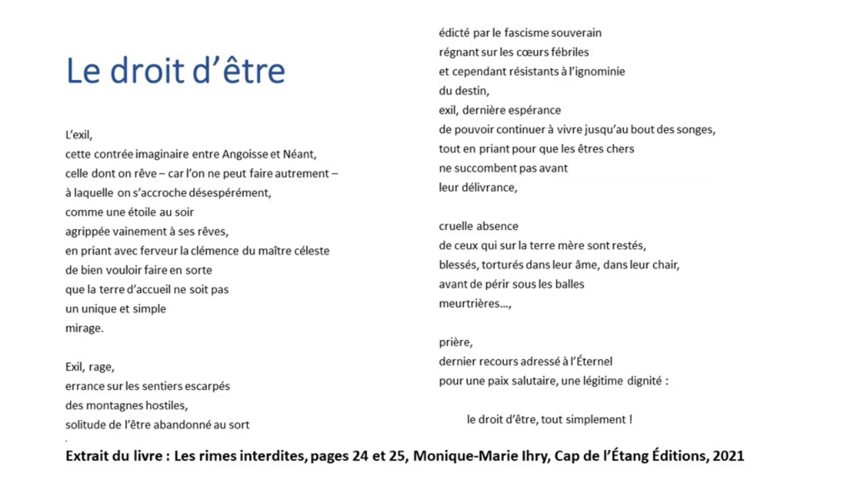 Le droit d’être
L’exil,
cette contrée imaginaire entre Angoisse et Néant,
celle dont on rêve – car l’on ne peut faire autrement –
à laquelle on s’accroche désespérément,
comme une étoile au soir
agrippée vainement à ses rêves,
en priant avec ferveur la clémence du maître céleste
de bien vouloir faire en sorte
que la terre d’accueil ne soit pas
un unique et simple
mirage.
Exil, rage,
errance sur les sentiers escarpés
des montagnes hostiles,
solitude de l’être abandonné au sort
.
édicté par le fascisme souverain
régnant sur les cœurs fébriles
et cependant résistants à l’ignominie
du destin,
exil, dernière espérance
de pouvoir continuer à vivre jusqu’au bout des songes,
tout en priant pour que les êtres chers
ne succombent pas avant
leur délivrance,
cruelle absence
de ceux qui sur la terre mère sont restés,
blessés, torturés dans leur âme, dans leur chair,
avant de périr sous les balles
meurtrières…,
prière,
dernier recours adressé à l’Éternel
pour une paix salutaire, une légitime dignité :
le droit d’être, tout simplement !
Extrait du livre : Les rimes interdites, pages 24 et 25, Monique-Marie Ihry, Cap de l’Étang Éditions, 2021